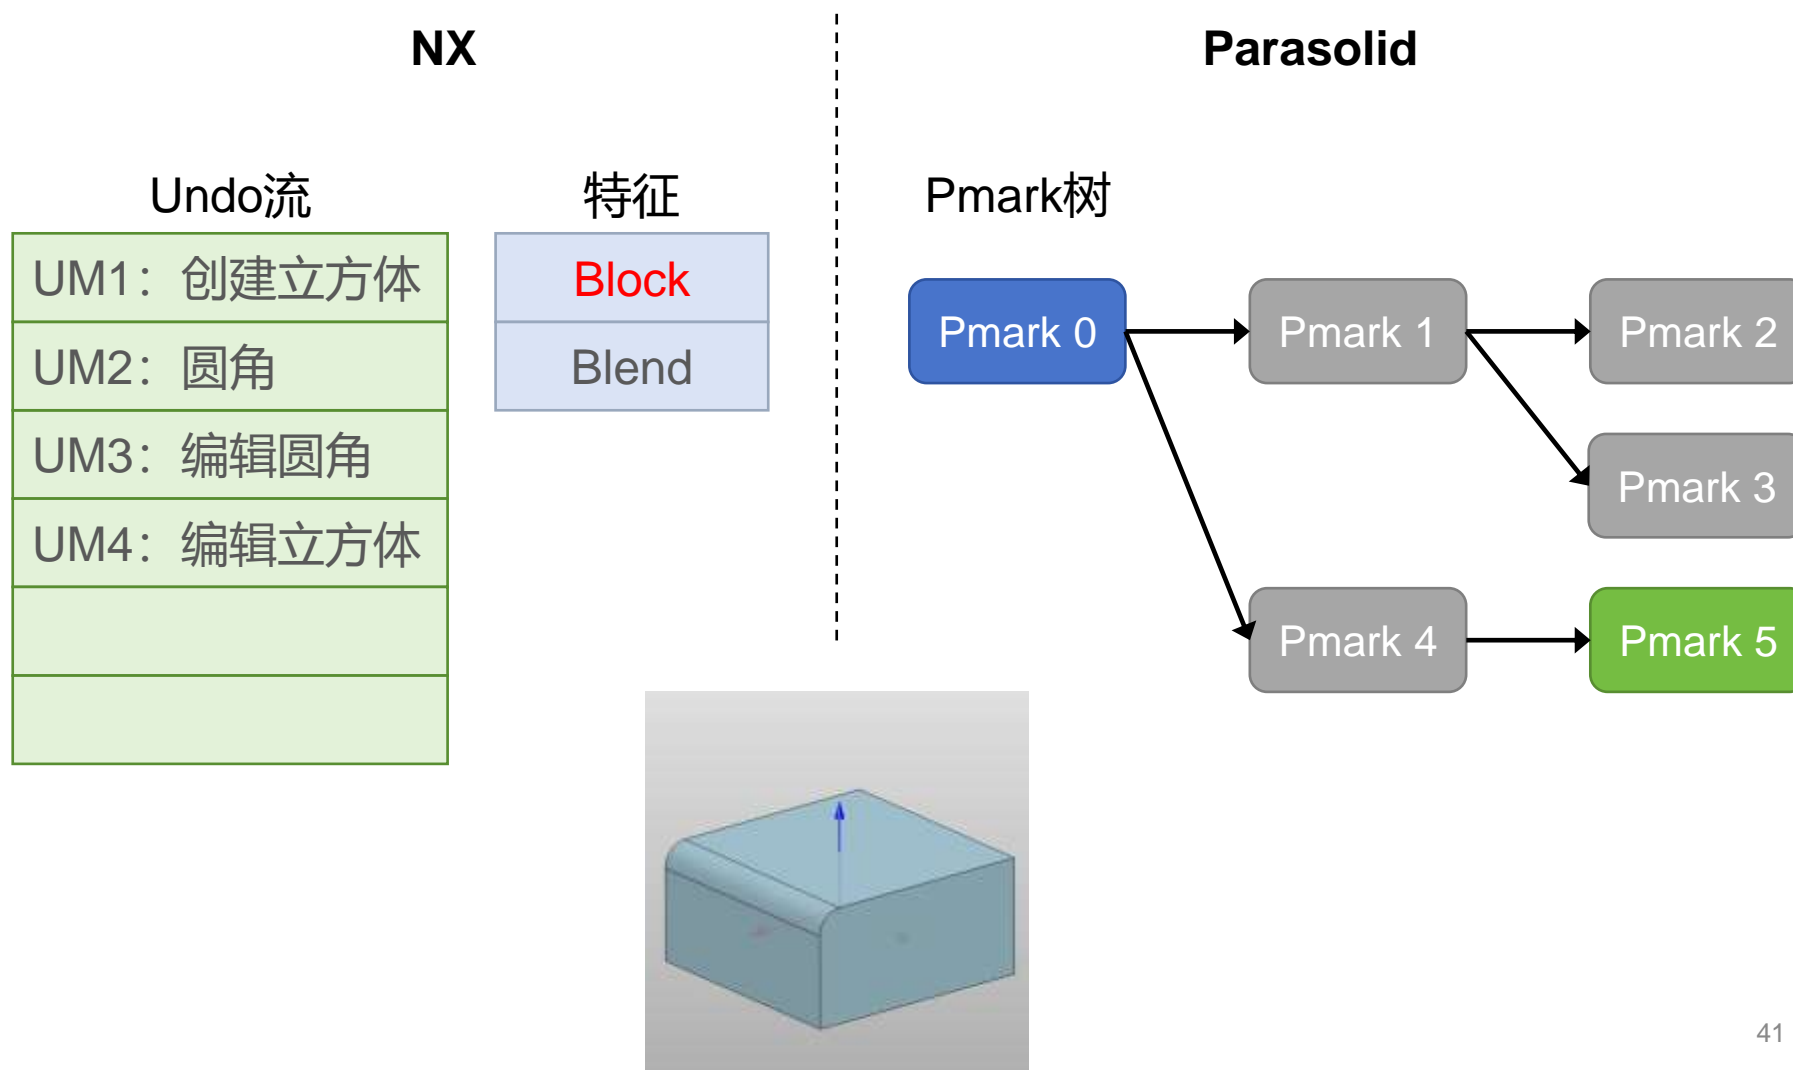 NX
Parasolid
Undo流
特征
Pmark树
UM1：创建立方体
UM2：圆角
UM3：编辑圆角
UM4：编辑立方体
Block
Blend
Pmark 0
Pmark 1
Pmark 2
Pmark 3
Pmark 4
Pmark 5
41